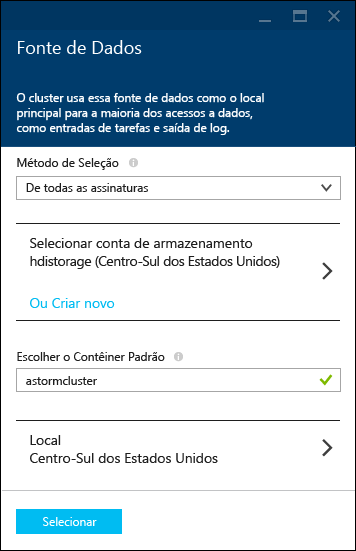 Fonte de Dados
O cluster usa essa fonte de dados como o local
principal para a maioria dos acessos a dados,
como entradas de tarefas e saída de log.
Método de Seleção
De todas as assinaturas
Selecionar conta de armazenamento
hdistorage (Centro-Sul dos Estados Unidos)
Ou Criar novo
Escolher o Contêiner Padrão
astormcluster
Local
Centro-Sul dos Estados Unidos
Selecionar